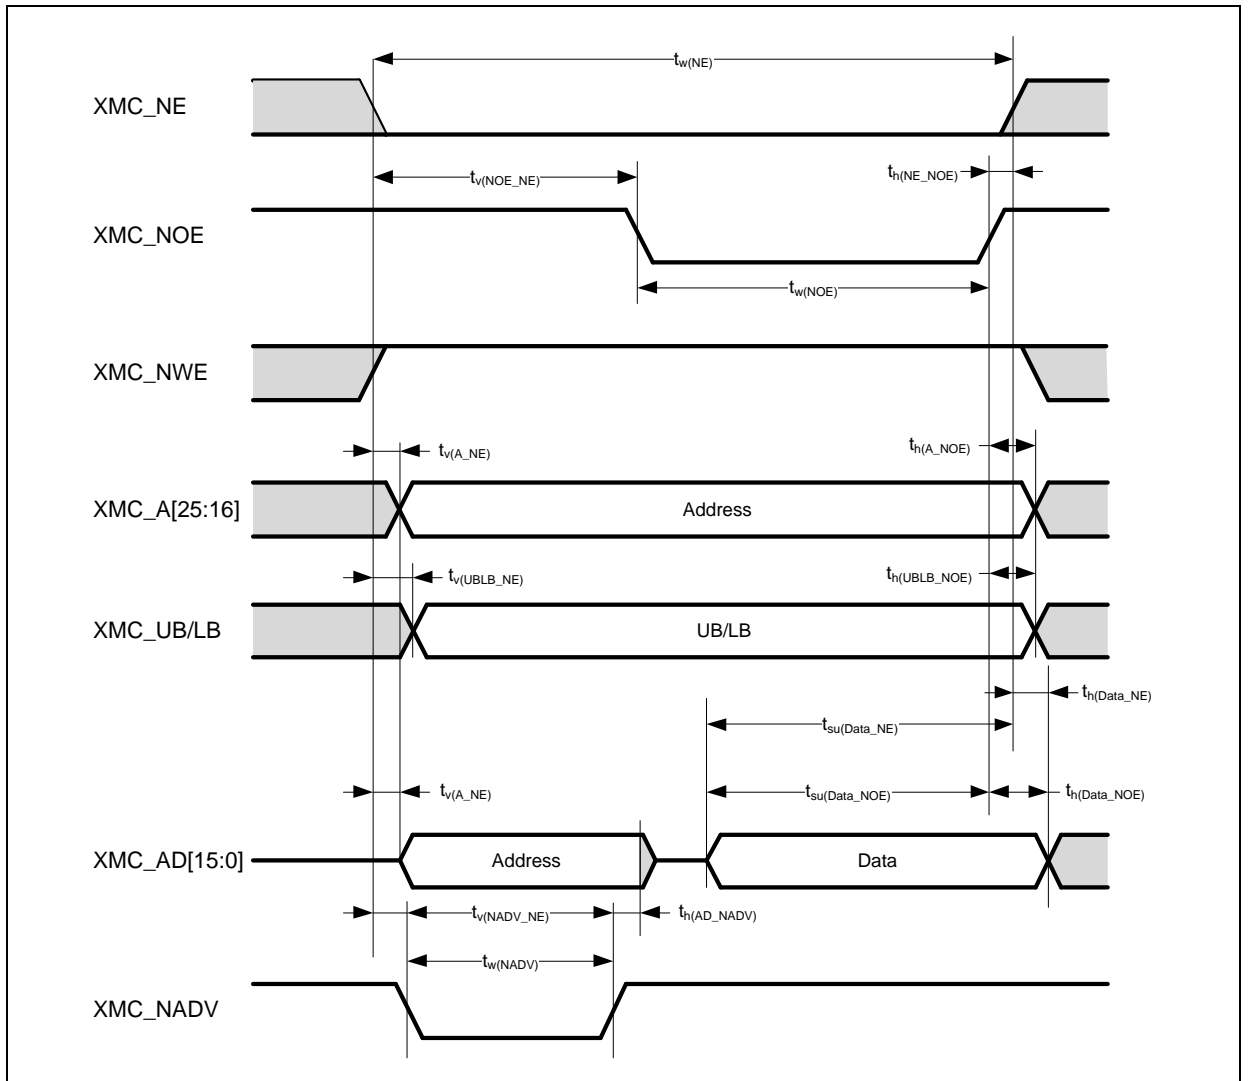 tw(NE)
XMC_NE
tv(NOE_NE)
th(NE_NOE)
XMC_NOE
tw(NOE)
XMC_NWE
tv(A_NE)
th(A_NOE)
XMC_A[25:16]
Address
tv(UBLB_NE)
th(UBLB_NOE)
XMC_UB/LB
UB/LB
th(Data_NE)
tsu(Data_NE)
tv(A_NE)
tsu(Data_NOE)
th(Data_NOE)
XMC_AD[15:0]
Address
Data
tv(NADV_NE)
th(AD_NADV)
tw(NADV)
XMC_NADV